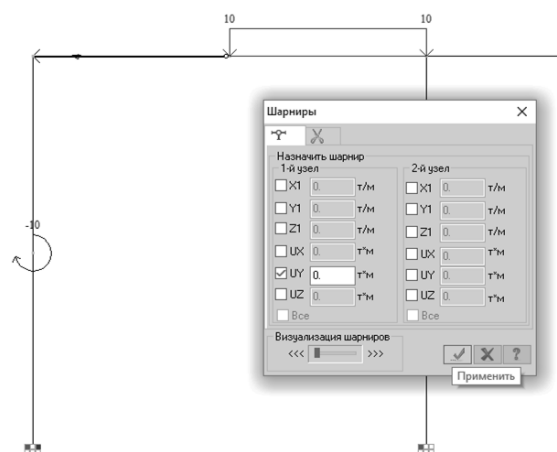 10 10
-10
Шарниры
Назначить шарнир
1-й узел 2-й узел
X1 0. т/м X1 0. т/м
Y1 0. т/м Y1 0. т/м
Z1 0. т/м Z1 0. т/м
UX 0. т*м UX 0. т*м
UY 0. т*м UY 0. т*м
UZ 0. т*м UZ 0. т*м
Все Все
Визуализация шарниров
<<< >>> ?
Применить